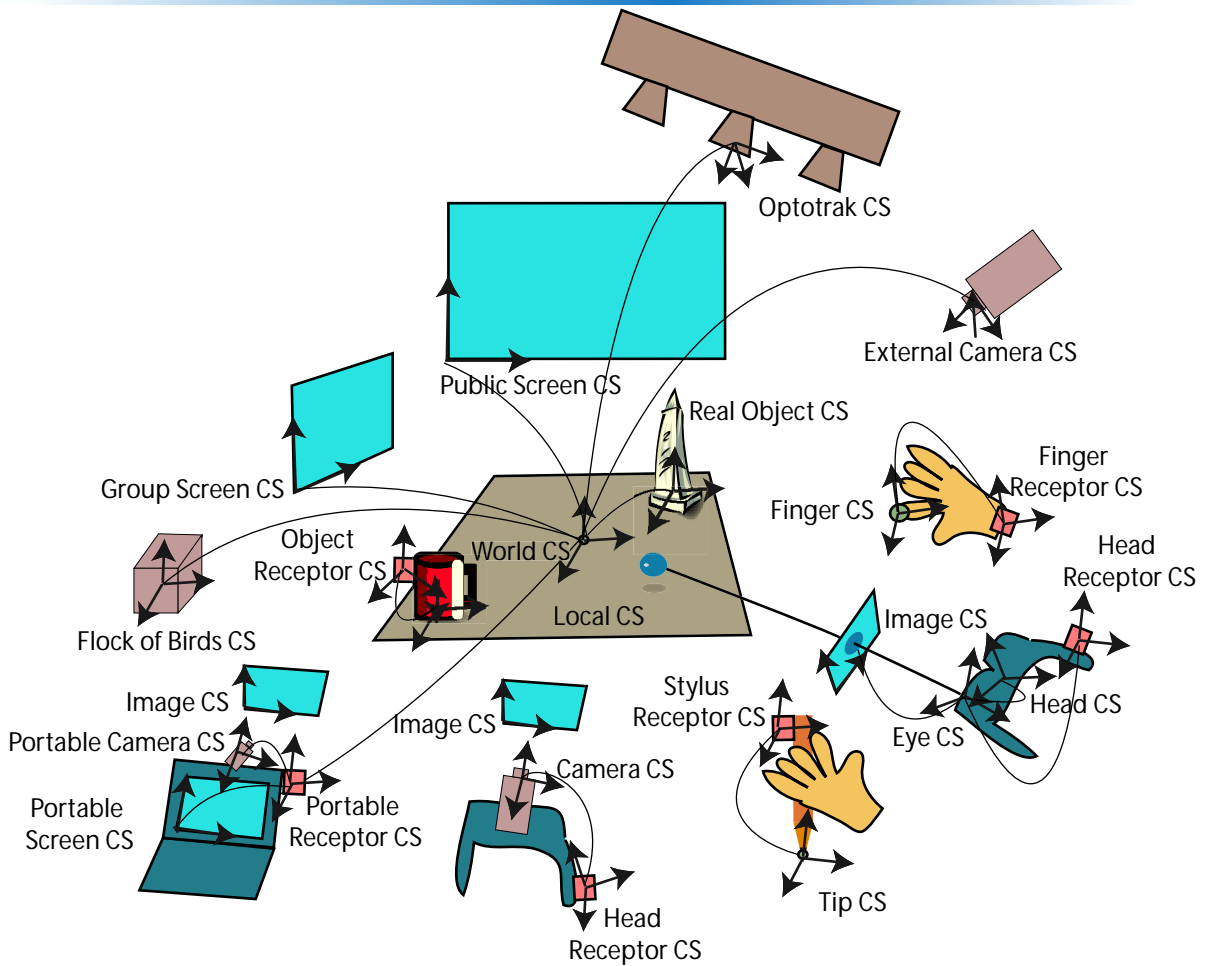 Optotrak CS
External Camera CS
Public Screen CS
Real Object CS
Group Screen CS
Finger
Receptor CS
Finger CS
Object
Receptor CS
World CS
Head
Receptor CS
Local CS
Flock of Birds CS
Image CS
Image CS
Stylus
Receptor CS
Head CS
Image CS
Eye CS
Portable Camera CS
Camera CS
Portable
Screen CS
Portable
Receptor CS
Tip CS
Head
Receptor CS